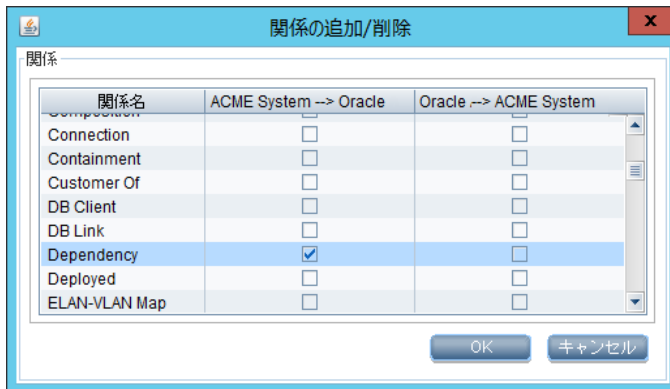 関係の追加/削除
x
関係
関係名 ACME System --> Oracle Oracle --> ACME System
Composition
Connection
Containment
Customer Of
DB Client
DB Link
Dependency
Deployed
ELAN-VLAN Map
OK キャンセル